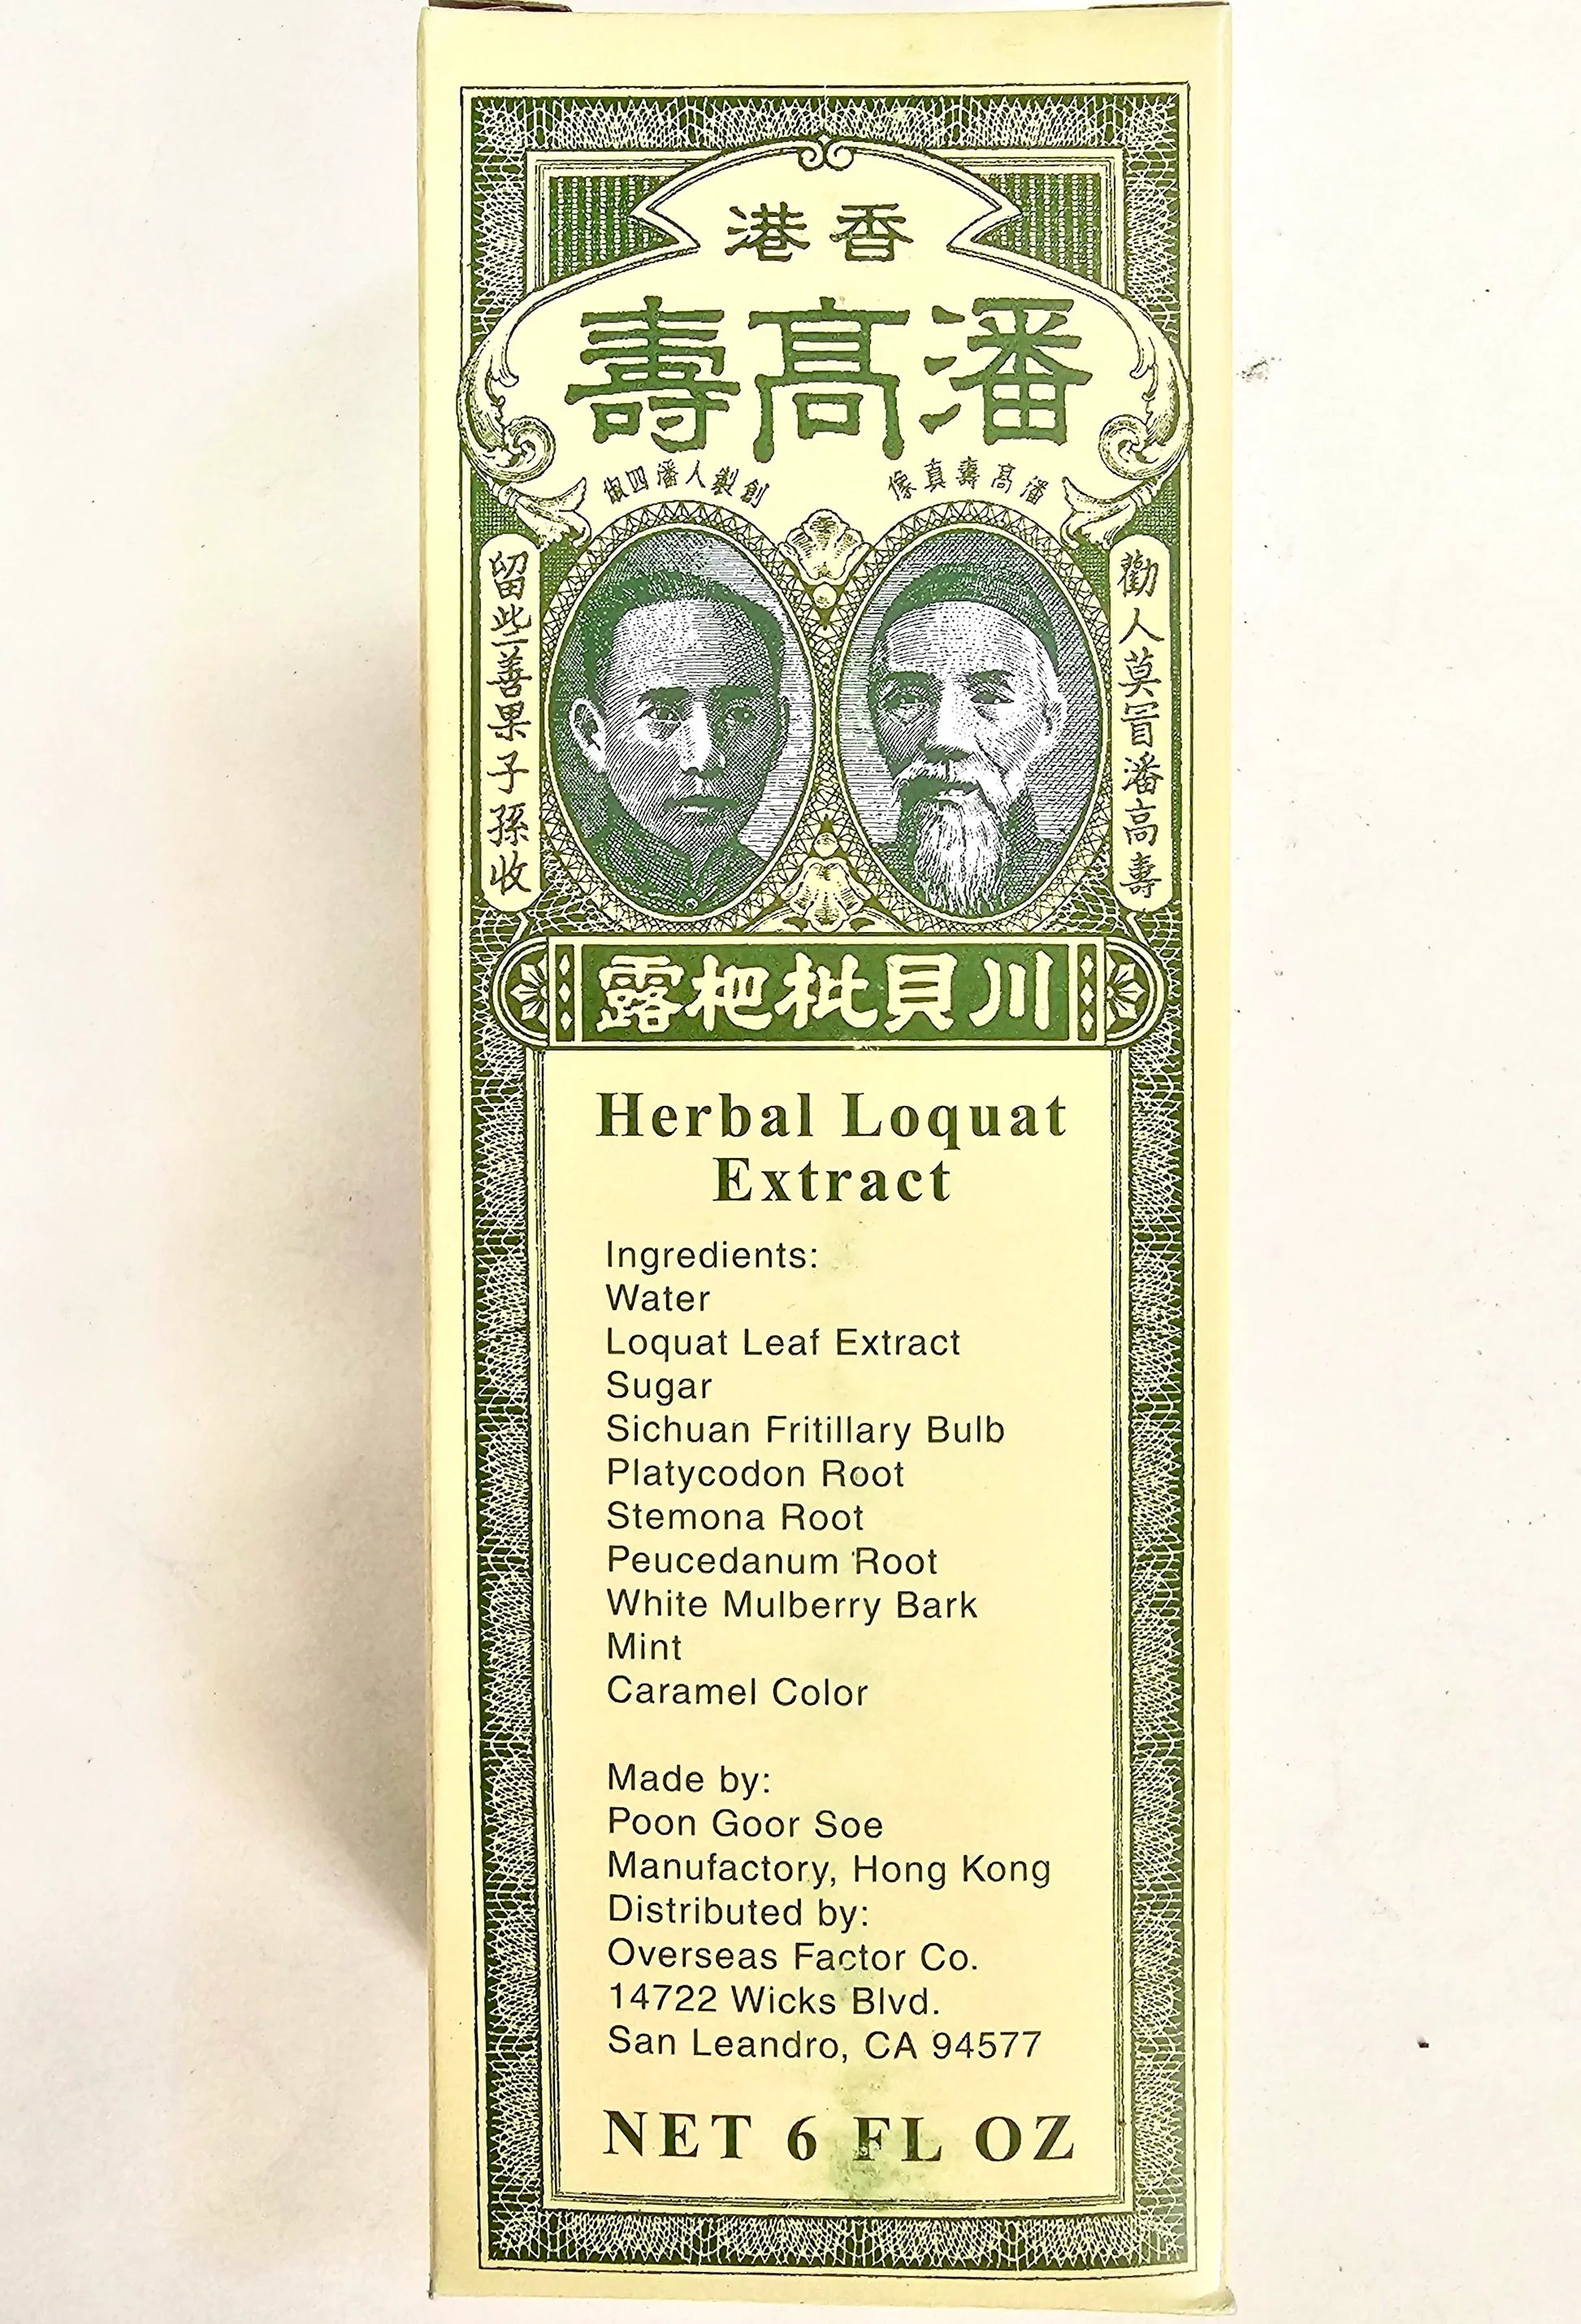 香港
潘髙壽
潘髙壽真像
創製人潘四俶
勸人莫冒潘高壽
留些善果子孫收
川貝枇杷露
Herbal Loquat
Extract
Ingredients:
Water
Loquat Leaf Extract
Sugar
Sichuan Fritillary Bulb
Platycodon Root
Stemona Root
Peucedanum Root
White Mulberry Bark
Mint
Caramel Color
Made by:
Poon Goor Soe
Manufactory, Hong Kong
Distributed by:
Overseas Factor Co.
14722 Wicks Blvd.
San Leandro, CA 94577
NET 6 FL OZ